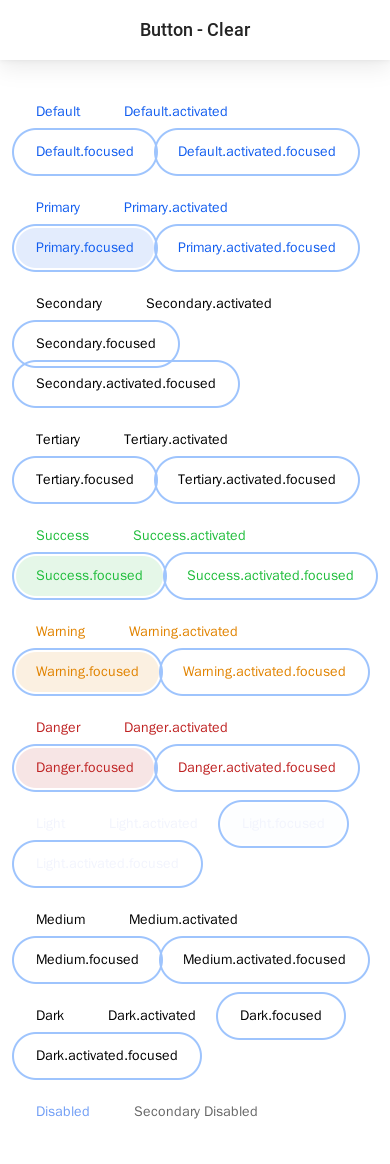 Button - Clear
Default Default.activated
Default.focused Default.activated.focused
Primary Primary.activated
Primary.focused Primary.activated.focused
Secondary Secondary.activated
Secondary.focused
Secondary.activated.focused
Tertiary Tertiary.activated
Tertiary.focused Tertiary.activated.focused
Success Success.activated
Success.focused Success.activated.focused
Warning Warning.activated
Warning.focused Warning.activated.focused
Danger Danger.activated
Danger.focused Danger.activated.focused
Light Light.activated Light.focused
Light.activated.focused
Medium Medium.activated
Medium.focused Medium.activated.focused
Dark Dark.activated Dark.focused
Dark.activated.focused
Disabled Secondary Disabled